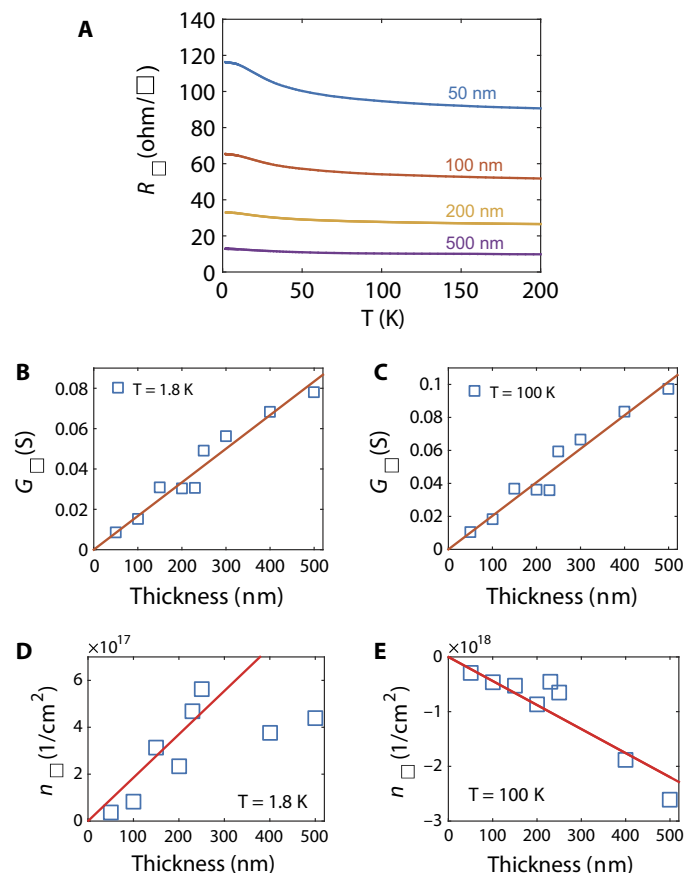 A
140
120
100
80
60
40
20
0
R□(ohm/□)
50 nm
100 nm
200 nm
500 nm
0 50 100 150 200
T (K)
B
0.08
0.06
0.04
0.02
0
G□(S)
T = 1.8 K
0 100 200 300 400 500
Thickness (nm)
C
0.1
0.08
0.06
0.04
0.02
0
G□(S)
T = 100 K
0 100 200 300 400 500
Thickness (nm)
D
×10¹⁷
6
4
2
0
n□(1/cm²)
T = 1.8 K
0 100 200 300 400 500
Thickness (nm)
E
×10¹⁸
0
−1
−2
−3
n□(1/cm²)
T = 100 K
0 100 200 300 400 500
Thickness (nm)